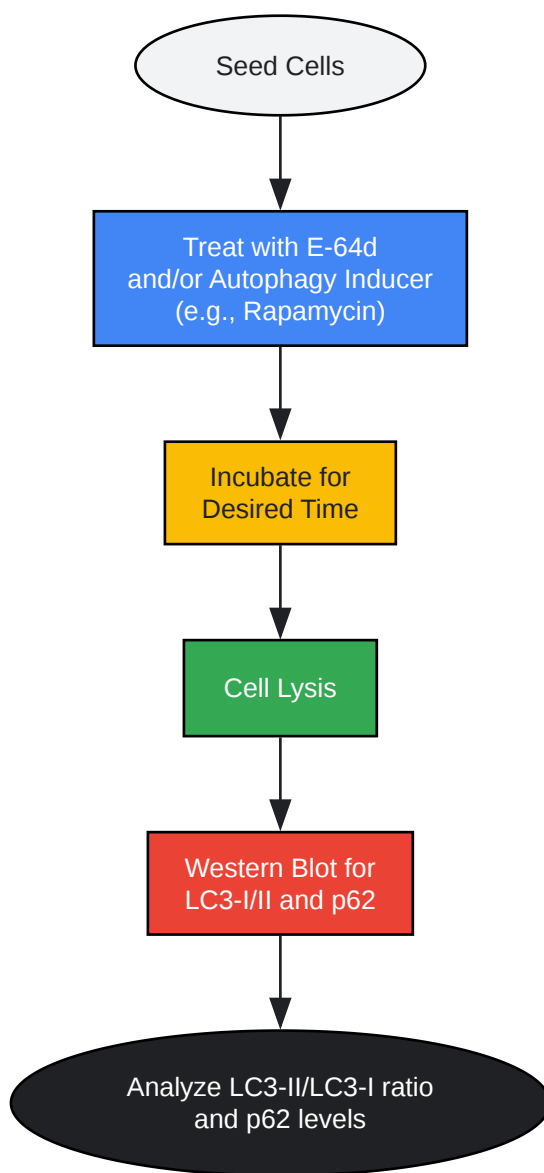 Seed Cells
Treat with E-64d
and/or Autophagy Inducer
(e.g., Rapamycin)
Incubate for
Desired Time
Cell Lysis
Western Blot for
LC3-I/II and p62
Analyze LC3-II/LC3-I ratio
and p62 levels